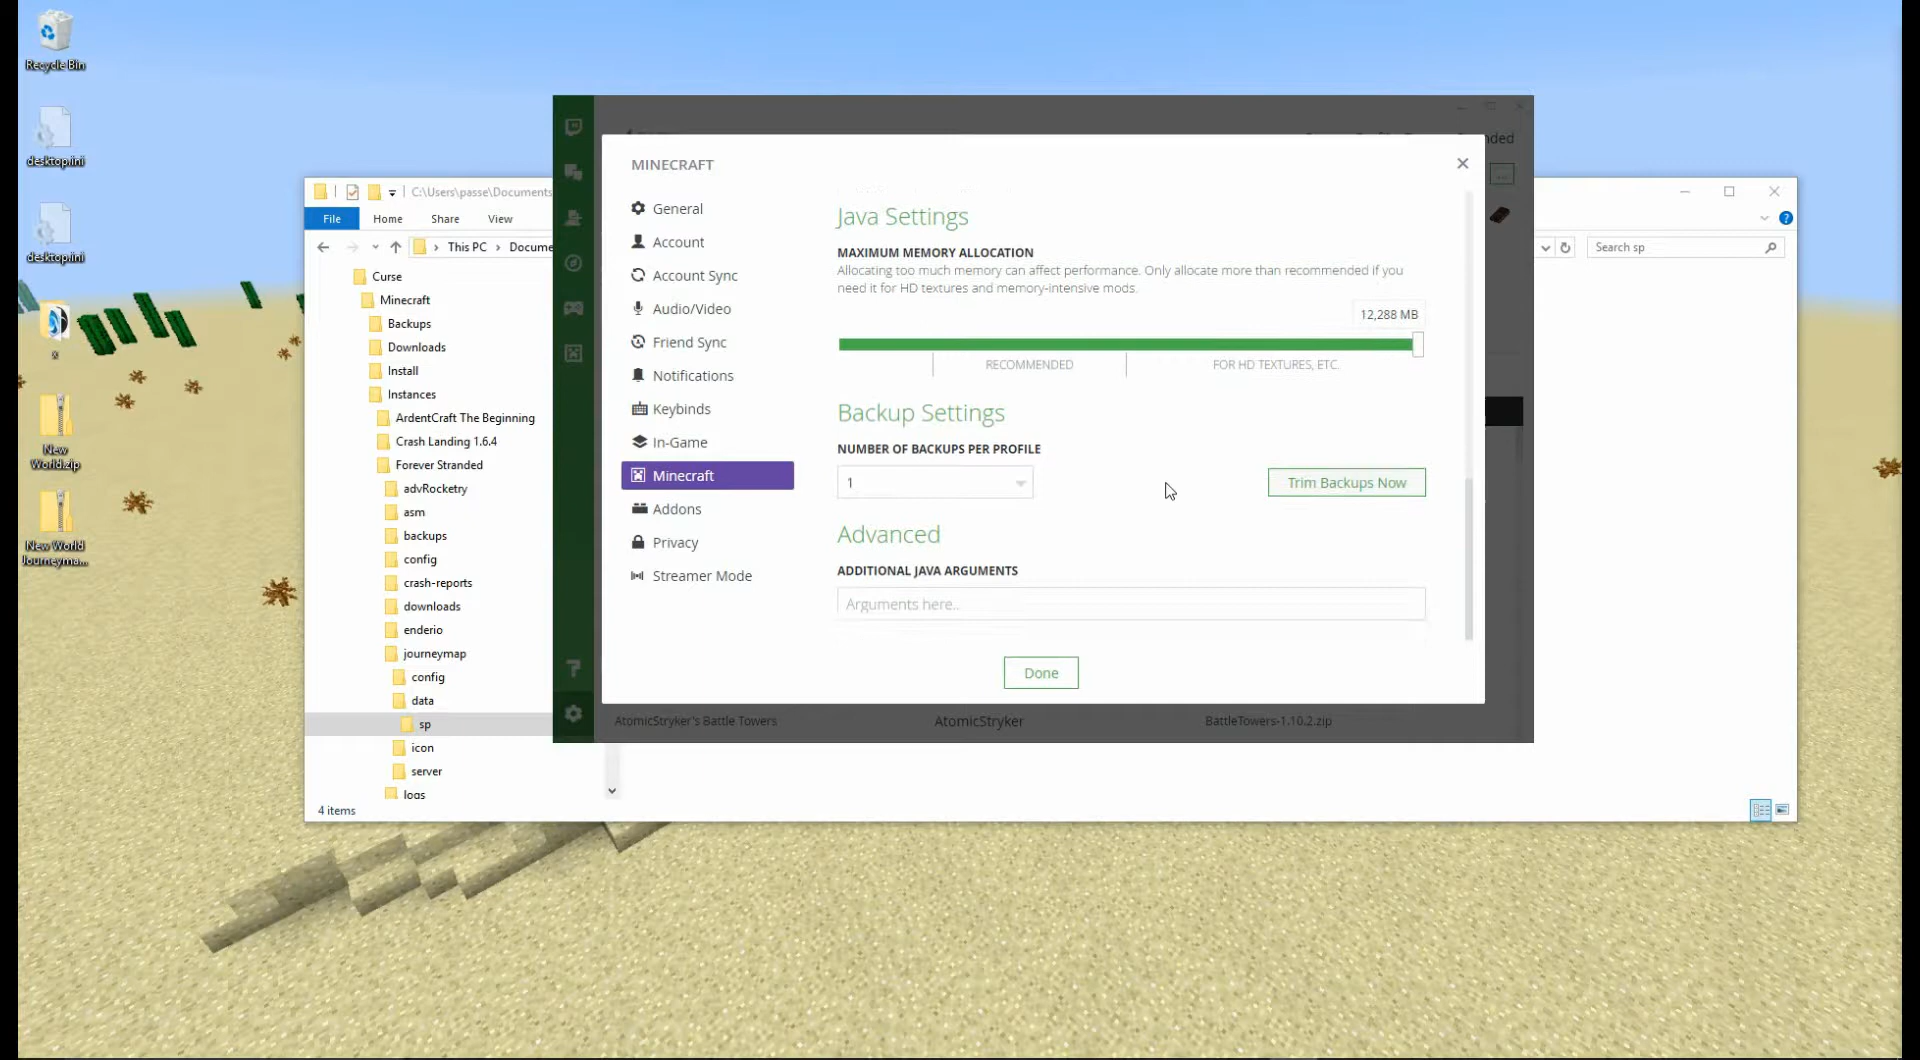 Recycle Bin
desktop.ini
desktop.ini
x
New
World.zip
New World
Journeyma...
C:\Users\passe\Documents
File Home Share View
This PC > Docume
Search sp
Curse
Minecraft
Backups
Downloads
Install
Instances
ArdentCraft The Beginning
Crash Landing 1.6.4
Forever Stranded
advRocketry
asm
backups
config
crash-reports
downloads
enderio
journeymap
config
data
sp
icon
server
logs
4 items
MINECRAFT
General
Account
Account Sync
Audio/Video
Friend Sync
Notifications
Keybinds
In-Game
Minecraft
Addons
Privacy
Streamer Mode
Java Settings
MAXIMUM MEMORY ALLOCATION
Allocating too much memory can affect performance. Only allocate more than recommended if you
need it for HD textures and memory-intensive mods.
12,288 MB
RECOMMENDED
FOR HD TEXTURES, ETC.
Backup Settings
NUMBER OF BACKUPS PER PROFILE
1
Trim Backups Now
Advanced
ADDITIONAL JAVA ARGUMENTS
Arguments here..
Done
AtomicStryker's Battle Towers AtomicStryker BattleTowers-1.10.2.zip